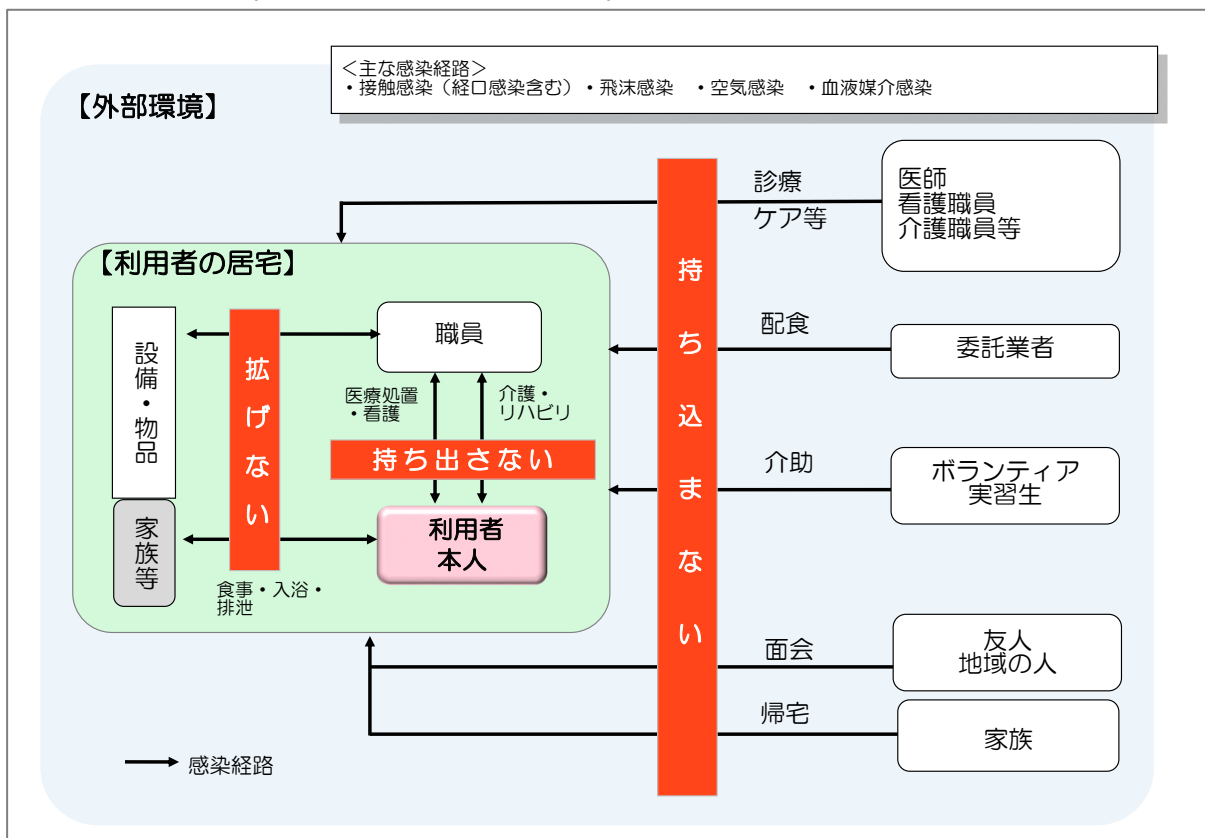 <主な感染経路>
・接触感染（経口感染含む）・飛沫感染　・空気感染　・血液媒介感染
【外部環境】
診療
ケア等
医師
看護職員
介護職員等
【利用者の居宅】
持ち込まない
設備・物品
拡げない
職員
配食
委託業者
医療処置
・看護
介護・
リハビリ
持ち出さない
介助
ボランティア
実習生
家族等
利用者
本人
食事・入浴・
排泄
面会
友人
地域の人
帰宅
家族
感染経路